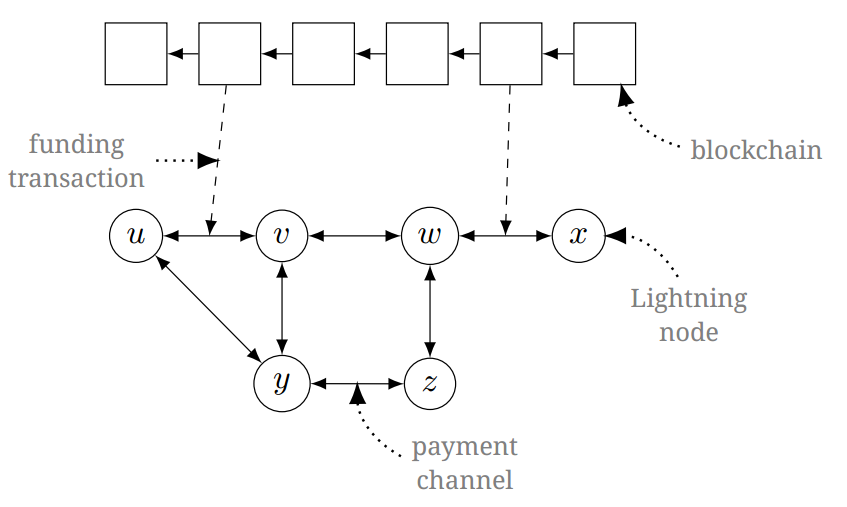 funding
transaction
blockchain
u
v
w
x
Lightning
node
y
z
payment
channel